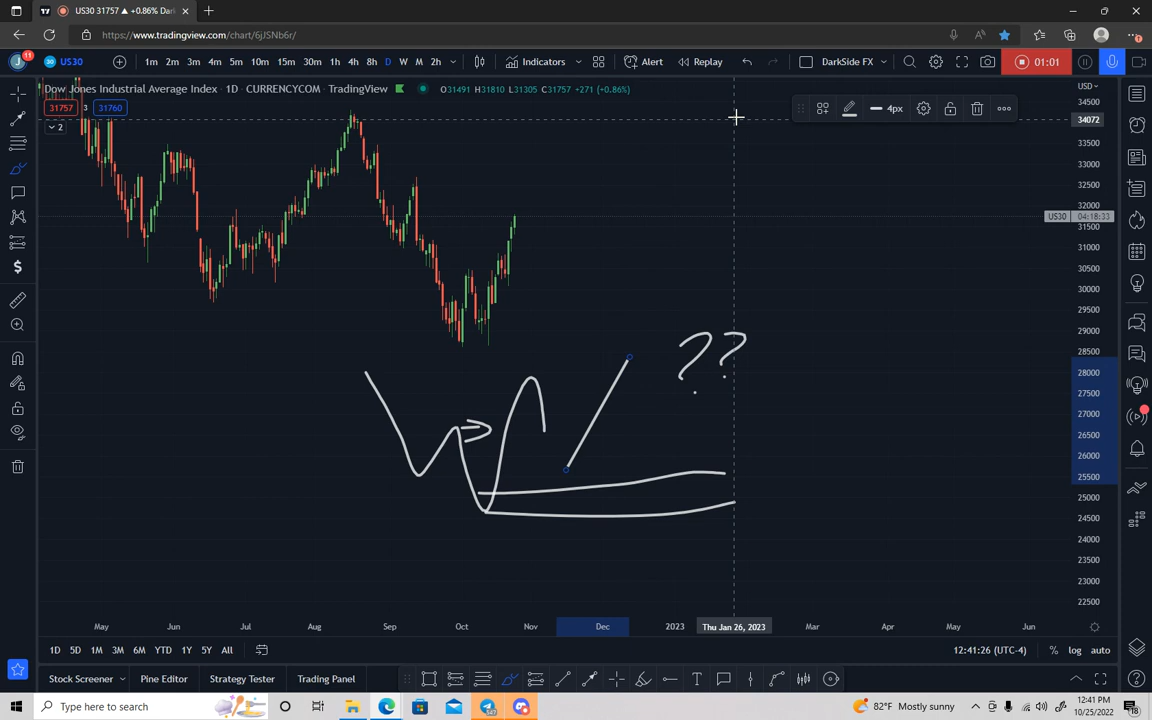 US30 31757 ▲ +0.86% Dar
https://www.tradingview.com/chart/6jJSNb6r/
J 11 US30 1m 2m 3m 4m 5m 10m 15m 30m 1h 4h 8h D W M 2h Indicators Alert Replay DarkSide FX 01:01
Dow Jones Industrial Average Index · 1D · CURRENCYCOM · TradingView O31491 H31810 L31305 C31757 +271 (+0.86%)
31757 3 31760
2
4px
USD
34500
34072
33500
33000
32500
32000
US30 04:18:33
31500
31000
30500
30000
29500
29000
28500
28000
27500
27000
26500
26000
25500
25000
24500
24000
23500
23000
22500
??
May Jun Jul Aug Sep Oct Nov Dec 2023 Thu Jan 26, 2023 Mar Apr May Jun
1D 5D 1M 3M 6M YTD 1Y 5Y All 12:41:26 (UTC-4) % log auto
Stock Screener Pine Editor Strategy Tester Trading Panel
Type here to search
82°F Mostly sunny
12:41 PM
10/25/2022
18